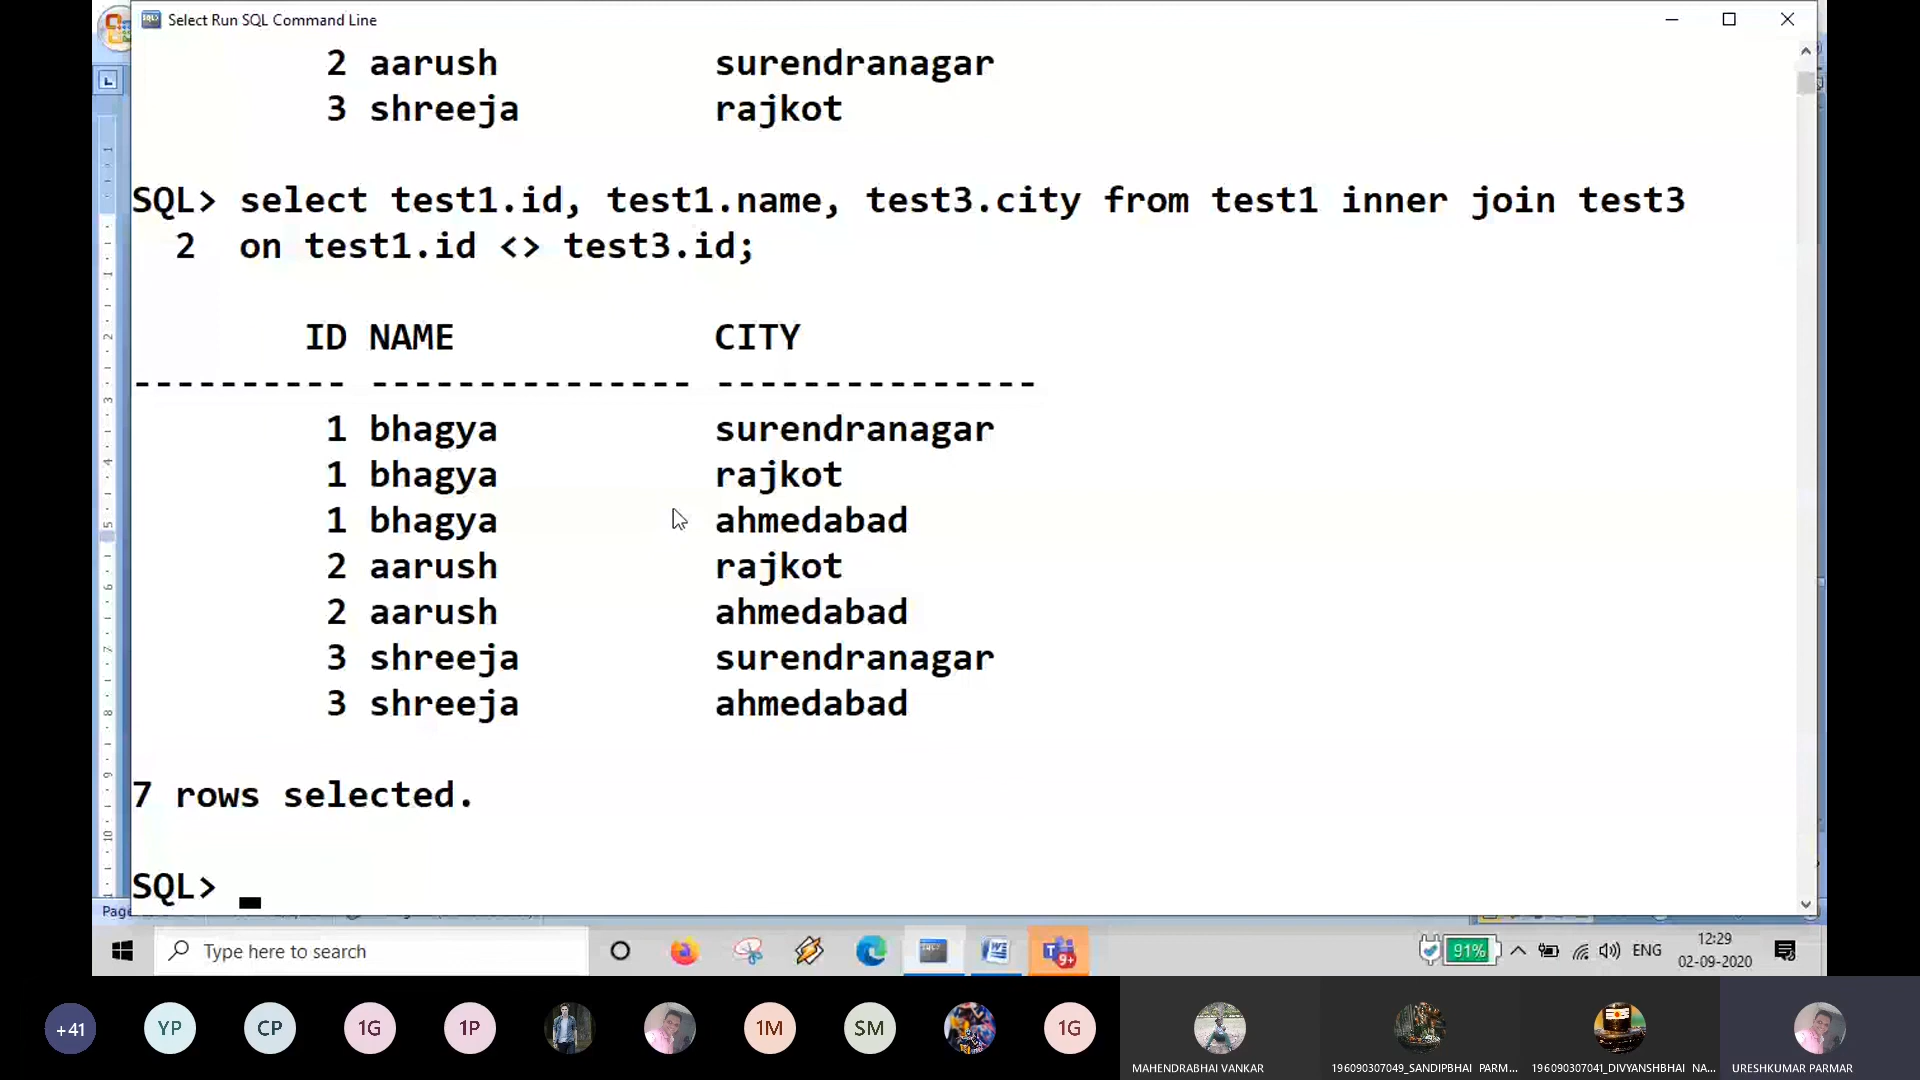 Select Run SQL Command Line
2 aarush surendranagar
3 shreeja rajkot
SQL> select test1.id, test1.name, test3.city from test1 inner join test3
2 on test1.id <> test3.id;
ID NAME CITY
---------- --------------- ---------------
1 bhagya surendranagar
1 bhagya rajkot
1 bhagya ahmedabad
2 aarush rajkot
2 aarush ahmedabad
3 shreeja surendranagar
3 shreeja ahmedabad
7 rows selected.
SQL>
Page
Type here to search
91%
ENG
12:29
02-09-2020
9+
+41
YP
CP
1G
1P
1M
SM
1G
MAHENDRABHAI VANKAR
196090307049_SANDIPBHAI PARM...
196090307041_DIVYANSHBHAI NA...
URESHKUMAR PARMAR